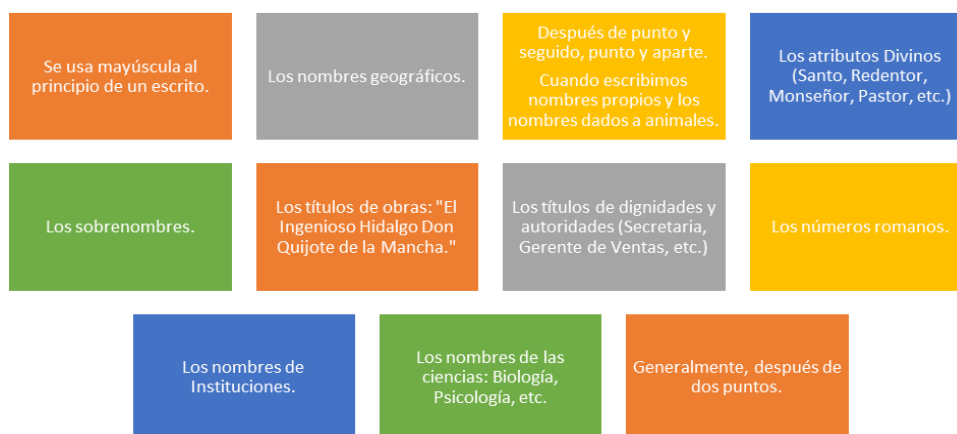 Se usa mayúscula al
principio de un escrito.
Los nombres geográficos.
Después de punto y
seguido, punto y aparte.
Cuando escribimos
nombres propios y los
nombres dados a animales.
Los atributos Divinos
(Santo, Redentor,
Monseñor, Pastor, etc.)
Los sobrenombres.
Los títulos de obras: "El
Ingenioso Hidalgo Don
Quijote de la Mancha."
Los títulos de dignidades y
autoridades (Secretaria,
Gerente de Ventas, etc.)
Los números romanos.
Los nombres de
Instituciones.
Los nombres de las
ciencias: Biología,
Psicología, etc.
Generalmente, después de
dos puntos.